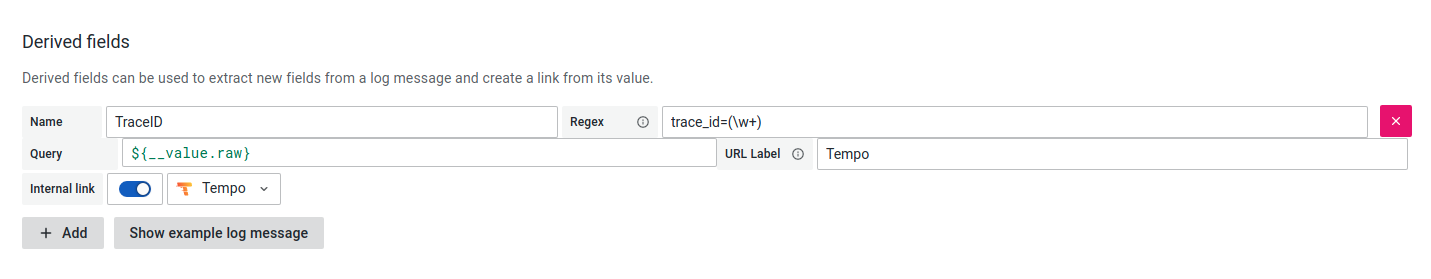 Derived fields
Derived fields can be used to extract new fields from a log message and create a link from its value.
Name TraceID Regex trace_id=(\w+)
Query ${__value.raw} URL Label Tempo
Internal link Tempo
+ Add Show example log message